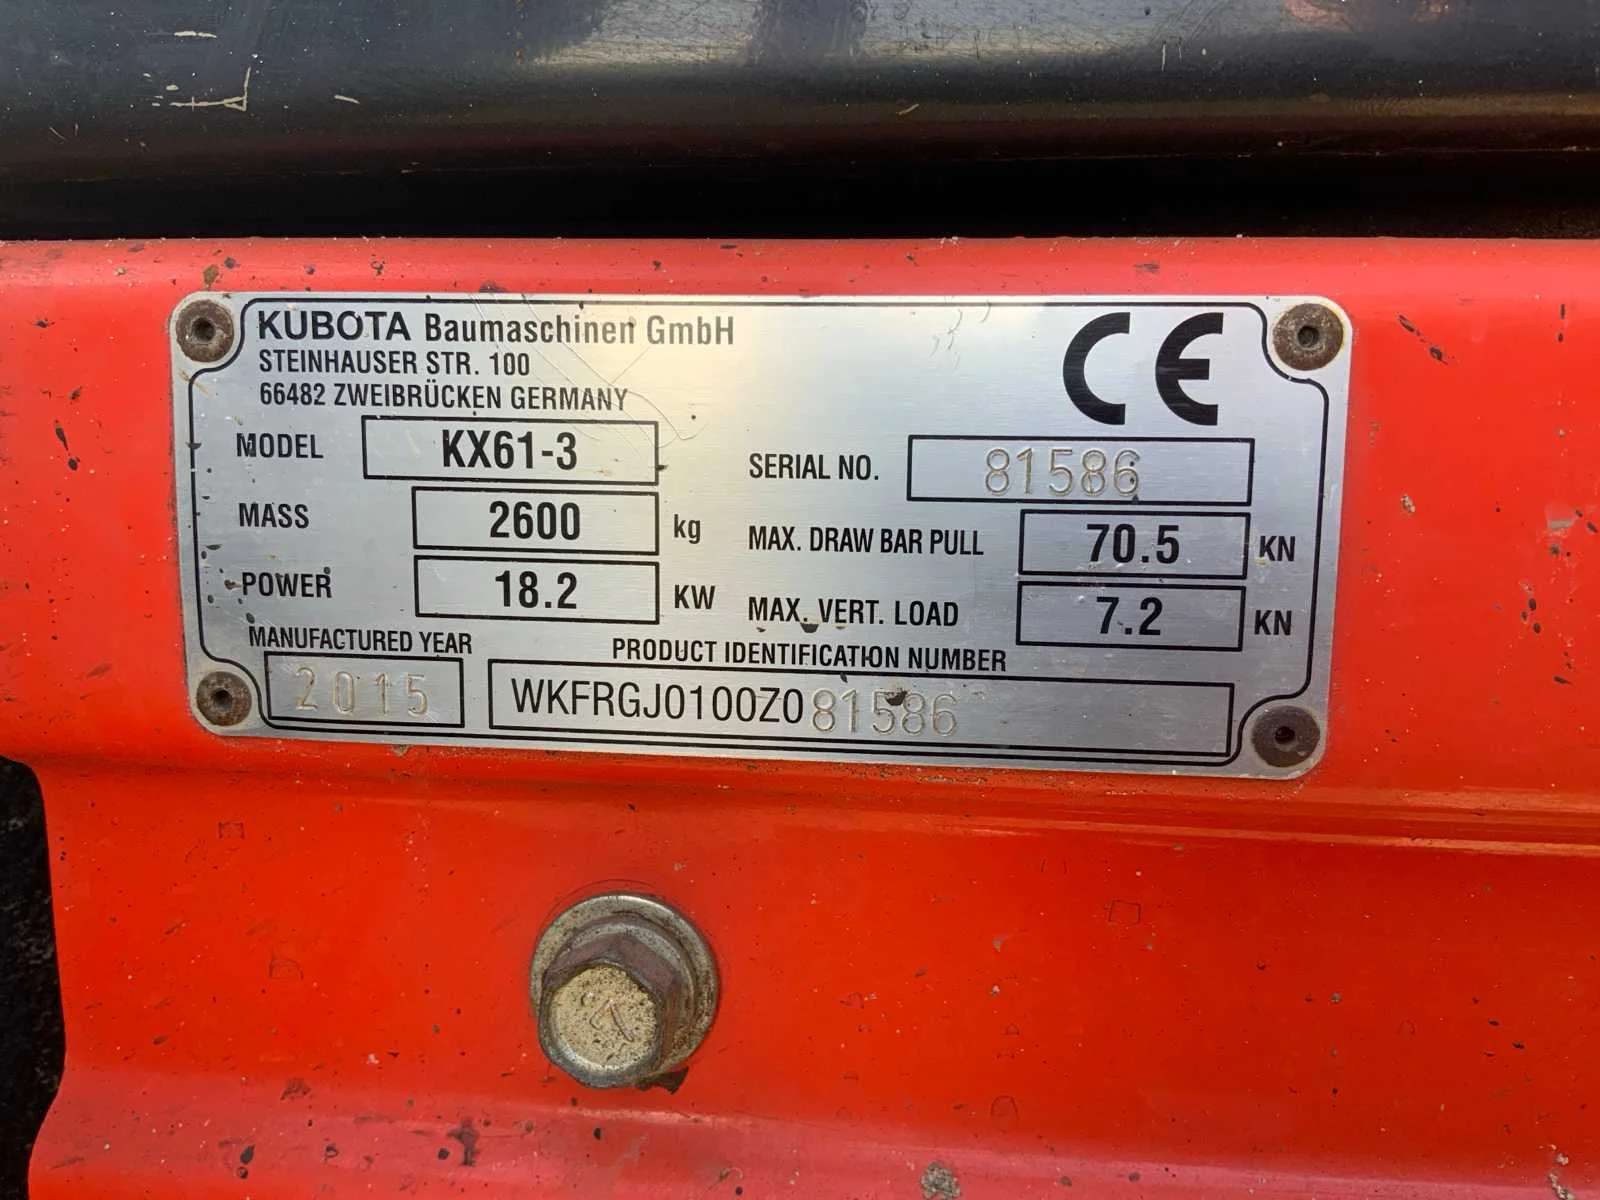 KUBOTA Baumaschinen GmbH
STEINHAUSER STR. 100
66482 ZWEIBRÜCKEN GERMANY
CE
MODEL KX61-3
SERIAL NO. 81586
MASS 2600 kg
MAX. DRAW BAR PULL 70.5 KN
POWER 18.2 KW
MAX. VERT. LOAD 7.2 KN
MANUFACTURED YEAR
2015
PRODUCT IDENTIFICATION NUMBER
WKFRGJ0100Z081586